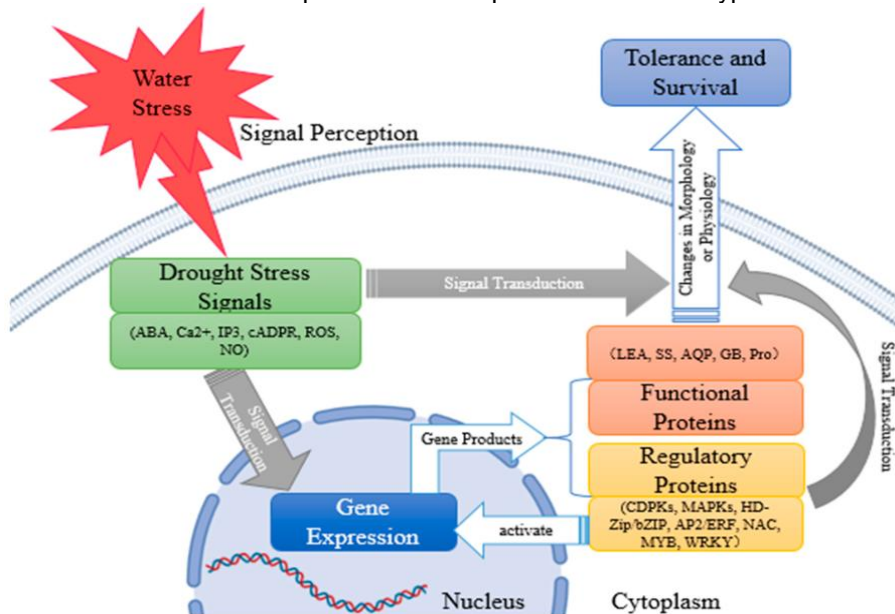 Water
Stress
Signal Perception
Tolerance and
Survival
Changes in Morphology
or Physiology
Drought Stress
Signals
(ABA, Ca2+, IP3, cADPR, ROS,
NO)
Signal Transduction
Signal
Transduction
(LEA, SS, AQP, GB, Pro)
Functional
Proteins
Gene Products
Regulatory
Proteins
(CDPKs, MAPKs, HD-
Zip/bZIP, AP2/ERF, NAC,
MYB, WRKY)
Signal Transduction
Gene
Expression
activate
Nucleus
Cytoplasm